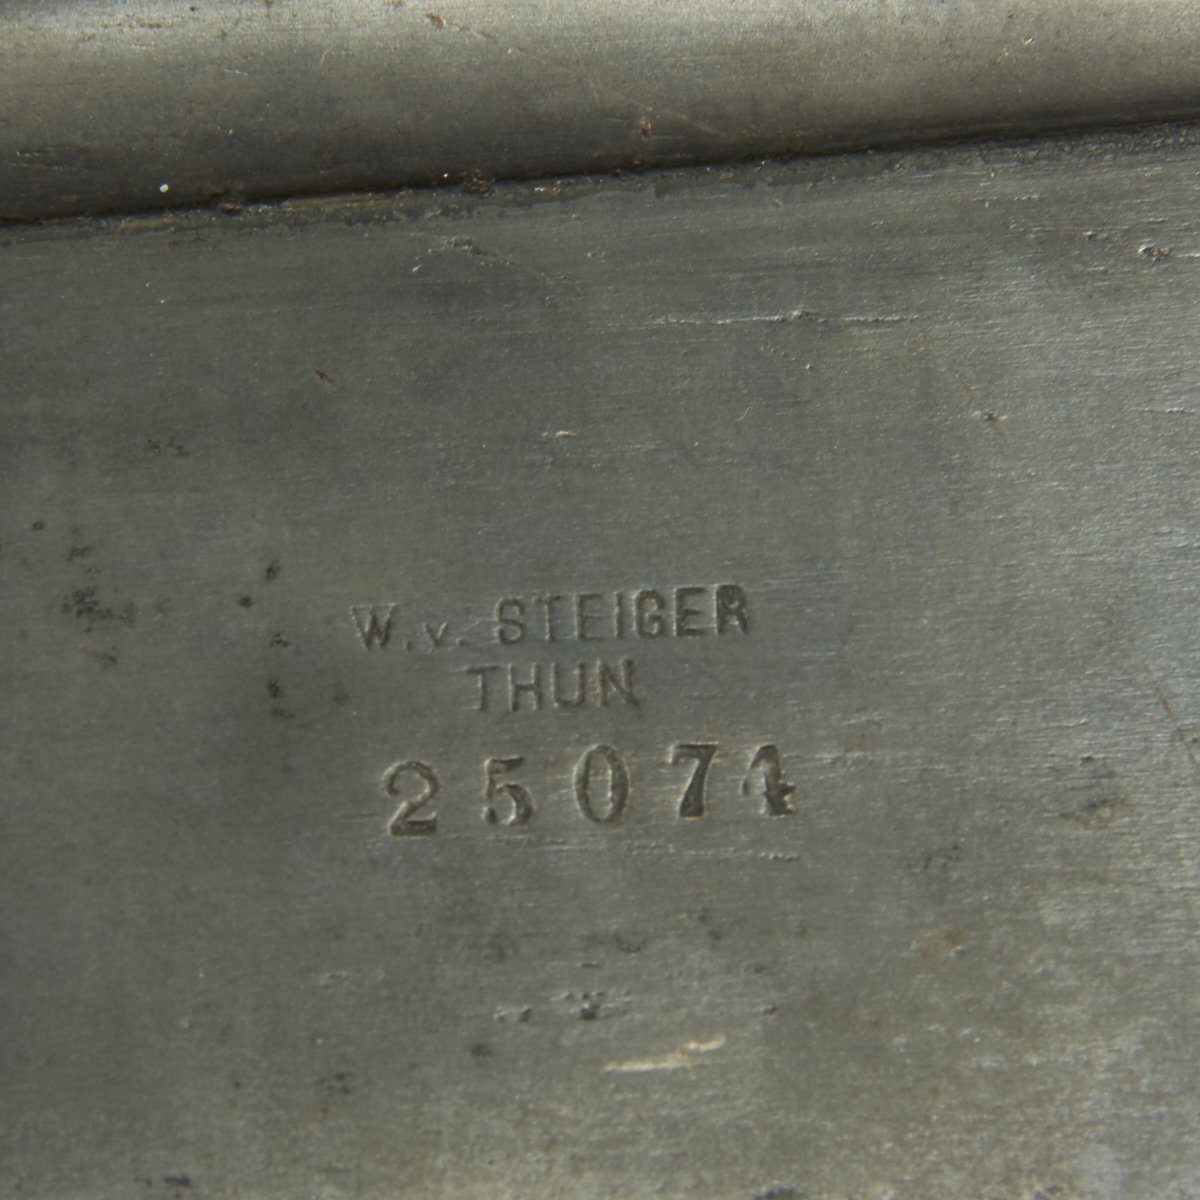 W. v. STEIGER
THUN
25074